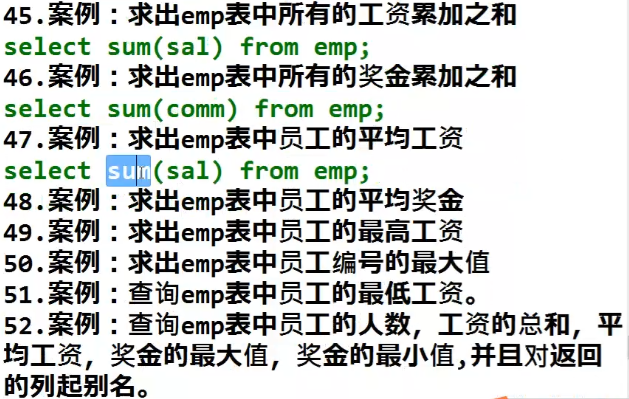 45.案例：求出emp表中所有的工资累加之和
select sum(sal) from emp;
46.案例：求出emp表中所有的奖金累加之和
select sum(comm) from emp;
47.案例：求出emp表中员工的平均工资
select sum(sal) from emp;
48.案例：求出emp表中员工的平均奖金
49.案例：求出emp表中员工的最高工资
50.案例：求出emp表中员工编号的最大值
51.案例：查询emp表中员工的最低工资。
52.案例：查询emp表中员工的人数，工资的总和，平
均工资，奖金的最大值，奖金的最小值,并且对返回
的列起别名。